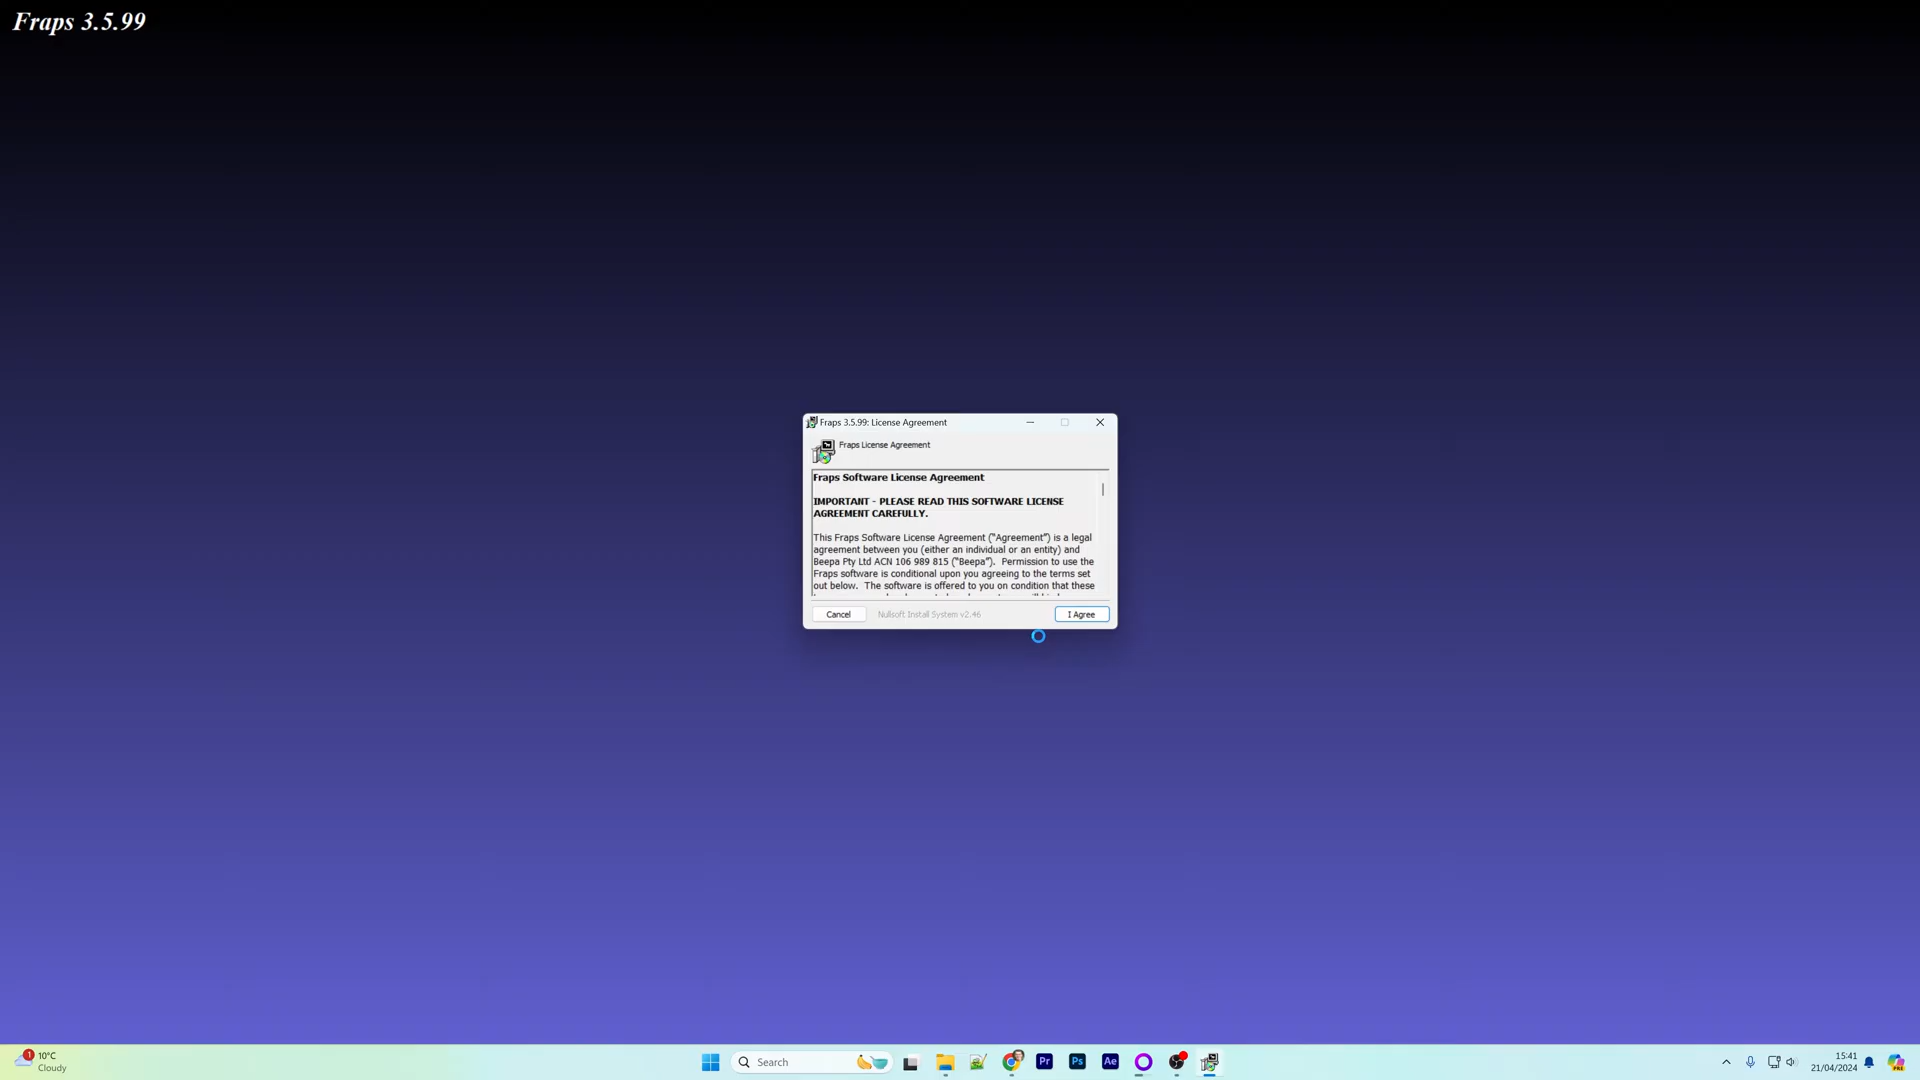 Fraps 3.5.99
Fraps 3.5.99: License Agreement
Fraps License Agreement
Fraps Software License Agreement
IMPORTANT - PLEASE READ THIS SOFTWARE LICENSE
AGREEMENT CAREFULLY.
This Fraps Software License Agreement ("Agreement") is a legal
agreement between you (either an individual or an entity) and
Beepa Pty Ltd ACN 106 989 815 ("Beepa").  Permission to use the
Fraps software is conditional upon you agreeing to the terms set
out below.  The software is offered to you on condition that these
Cancel
Nullsoft Install System v2.46
I Agree
1
10°C
Cloudy
Search
Pr
Ps
Ae
15:41
21/04/2024
PRE